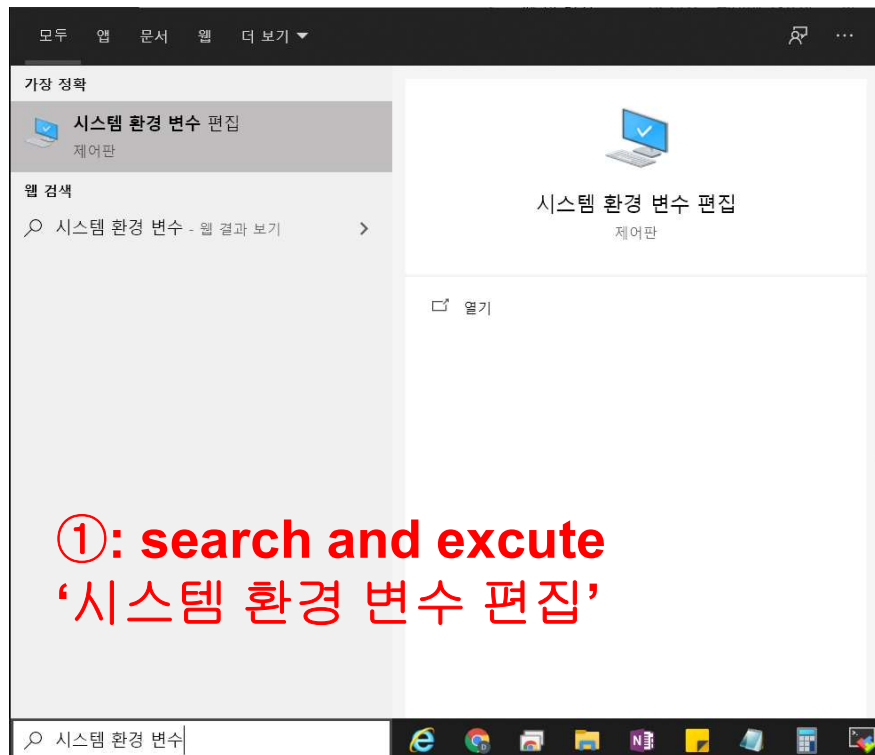 모두 앱 문서 웹 더 보기
가장 정확
시스템 환경 변수 편집
제어판
웹 검색
시스템 환경 변수 - 웹 결과 보기
시스템 환경 변수 편집
제어판
열기
①: search and excute
‘시스템 환경 변수 편집’
시스템 환경 변수